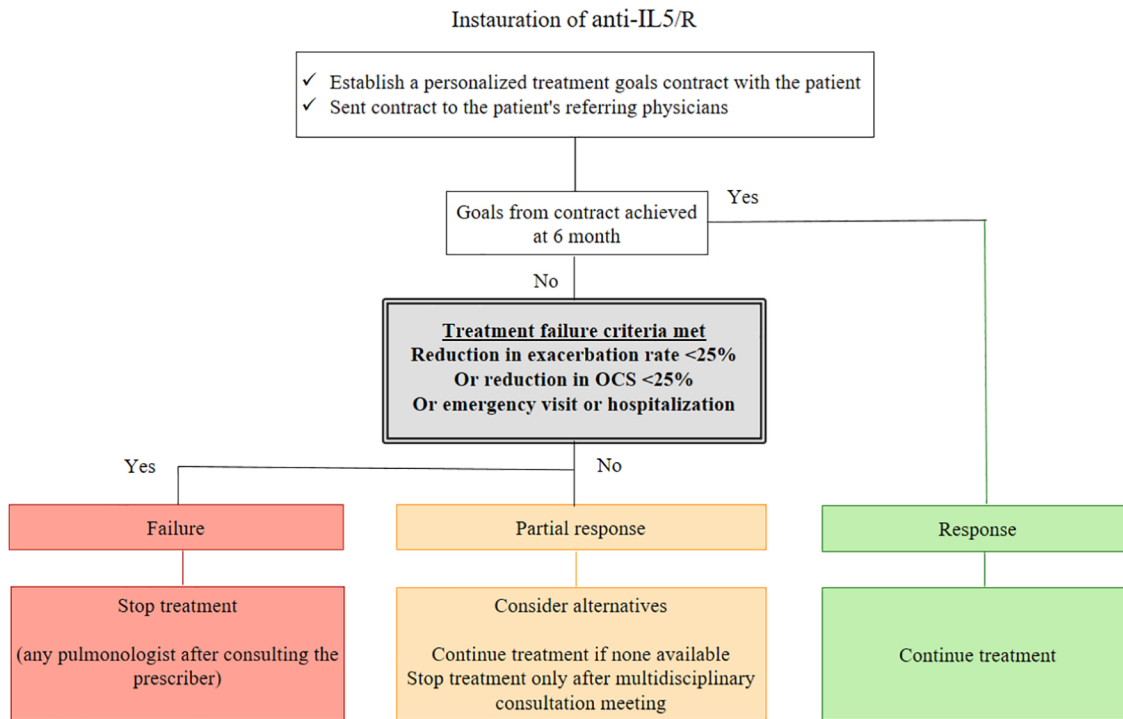 Instauration of anti-IL5/R
✓ Establish a personalized treatment goals contract with the patient
✓ Sent contract to the patient's referring physicians
Goals from contract achieved
at 6 month
Yes
No
Treatment failure criteria met
Reduction in exacerbation rate <25%
Or reduction in OCS <25%
Or emergency visit or hospitalization
Yes
No
Failure
Partial response
Response
Stop treatment
(any pulmonologist after consulting the
prescriber)
Consider alternatives
Continue treatment if none available
Stop treatment only after multidisciplinary
consultation meeting
Continue treatment